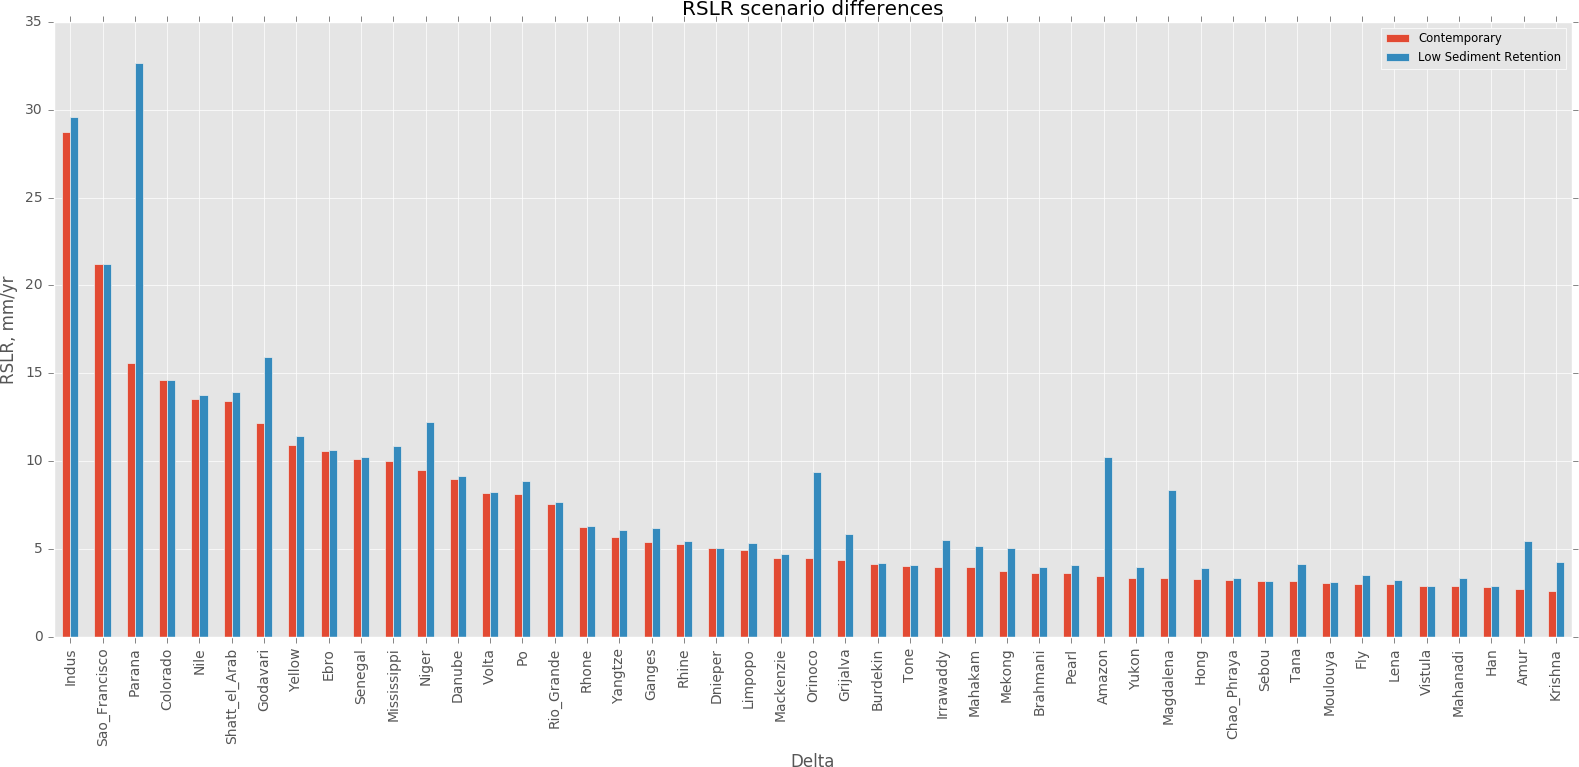 RSLR scenario differences
Contemporary
Low Sediment Retention
RSLR, mm/yr
35
30
25
20
15
10
5
0
Indus
Sao_Francisco
Parana
Colorado
Nile
Shatt_el_Arab
Godavari
Yellow
Ebro
Senegal
Mississippi
Niger
Danube
Volta
Po
Rio_Grande
Rhone
Yangtze
Ganges
Rhine
Dnieper
Limpopo
Mackenzie
Orinoco
Grijalva
Burdekin
Tone
Irrawaddy
Mahakam
Mekong
Brahmani
Pearl
Amazon
Yukon
Magdalena
Hong
Chao_Phraya
Sebou
Tana
Moulouya
Fly
Lena
Vistula
Mahanadi
Han
Amur
Krishna
Delta